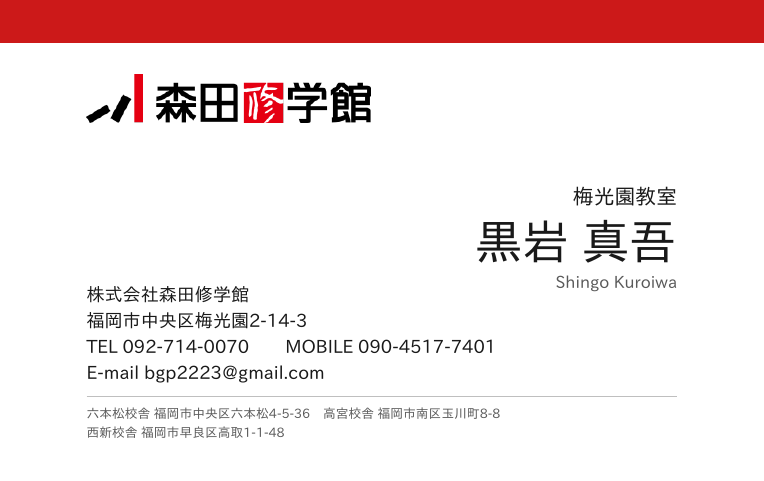 森田修学館
梅光園教室
黒岩 真吾
Shingo Kuroiwa
株式会社森田修学館
福岡市中央区梅光園2-14-3
TEL 092-714-0070　　MOBILE 090-4517-7401
E-mail bgp2223@gmail.com
六本松校舎 福岡市中央区六本松4-5-36　高宮校舎 福岡市南区玉川町8-8
西新校舎 福岡市早良区高取1-1-48